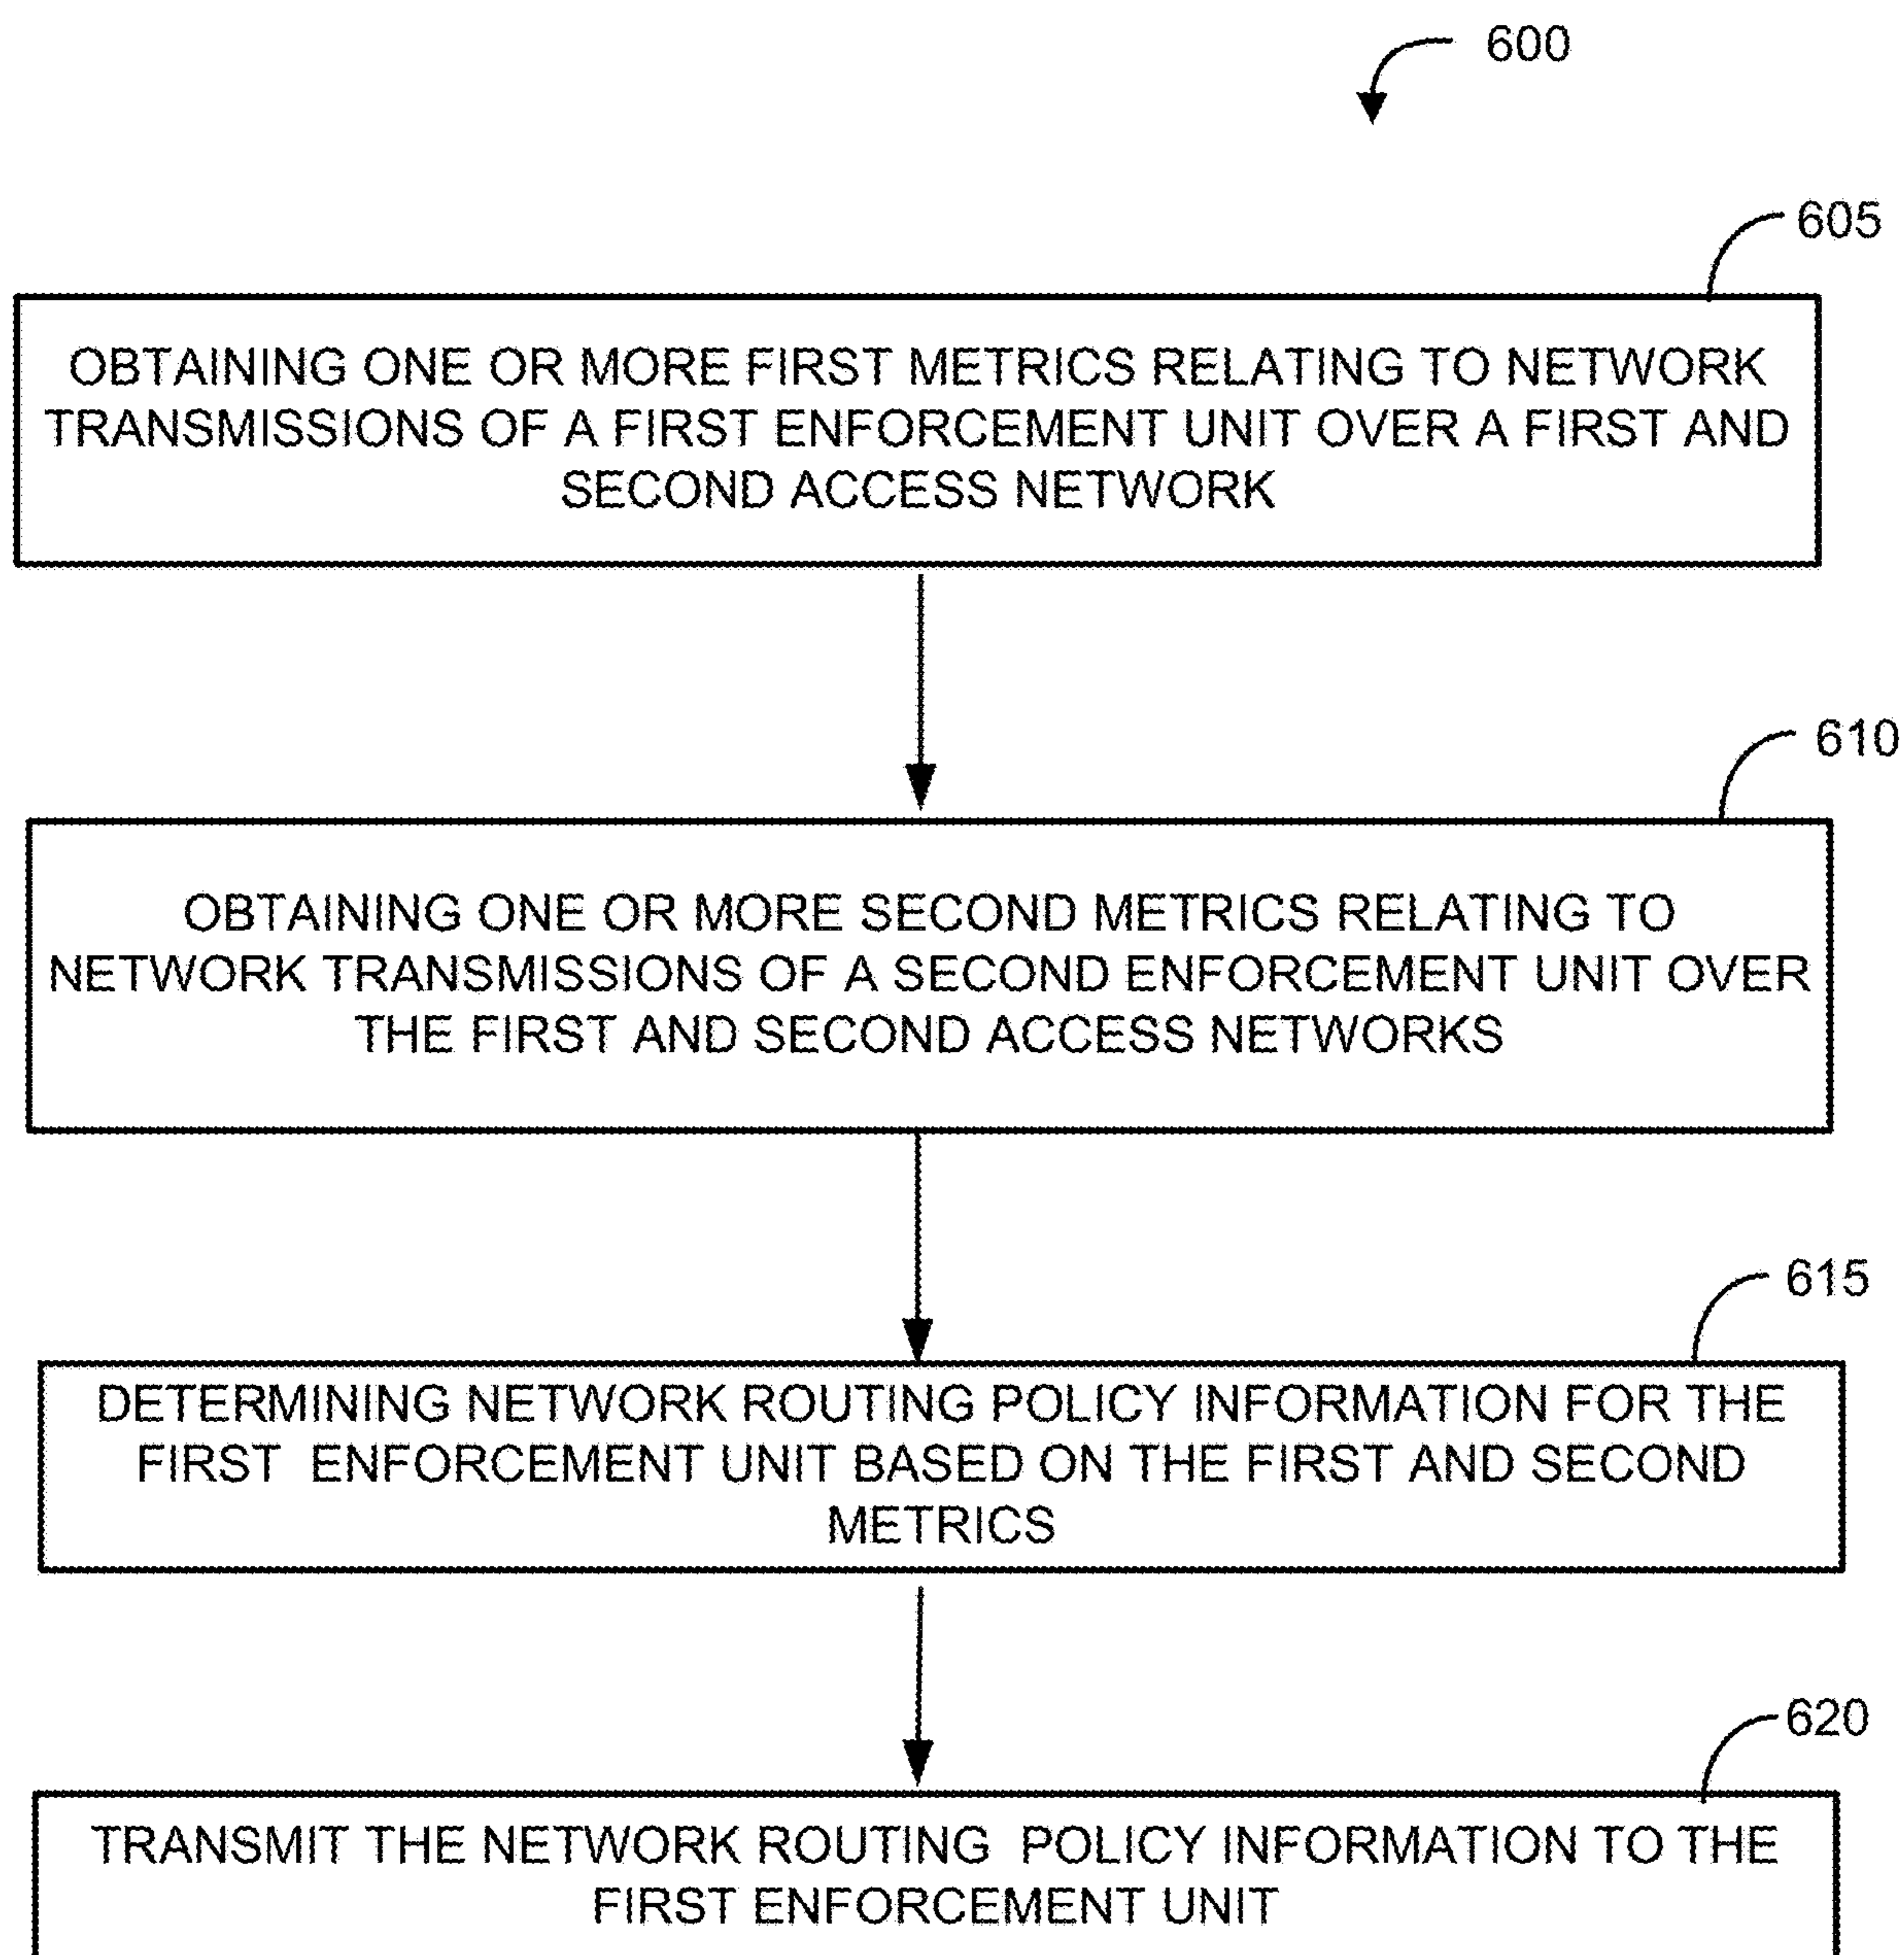 600
605
OBTAINING ONE OR MORE FIRST METRICS RELATING TO NETWORK
TRANSMISSIONS OF A FIRST ENFORCEMENT UNIT OVER A FIRST AND
SECOND ACCESS NETWORK
610
OBTAINING ONE OR MORE SECOND METRICS RELATING TO
NETWORK TRANSMISSIONS OF A SECOND ENFORCEMENT UNIT OVER
THE FIRST AND SECOND ACCESS NETWORKS
615
DETERMINING NETWORK ROUTING POLICY INFORMATION FOR THE
FIRST ENFORCEMENT UNIT BASED ON THE FIRST AND SECOND
METRICS
620
TRANSMIT THE NETWORK ROUTING POLICY INFORMATION TO THE
FIRST ENFORCEMENT UNIT